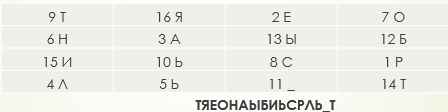 9 Т 16 Я 2 Е 7 О
6 Н 3 А 13 Ы 12 Б
15 И 10 Ь 8 С 1 Р
4 Л 5 Ь 11 _ 14 Т
ТЯЕОНАЫБИЬСРЛЬ_Т